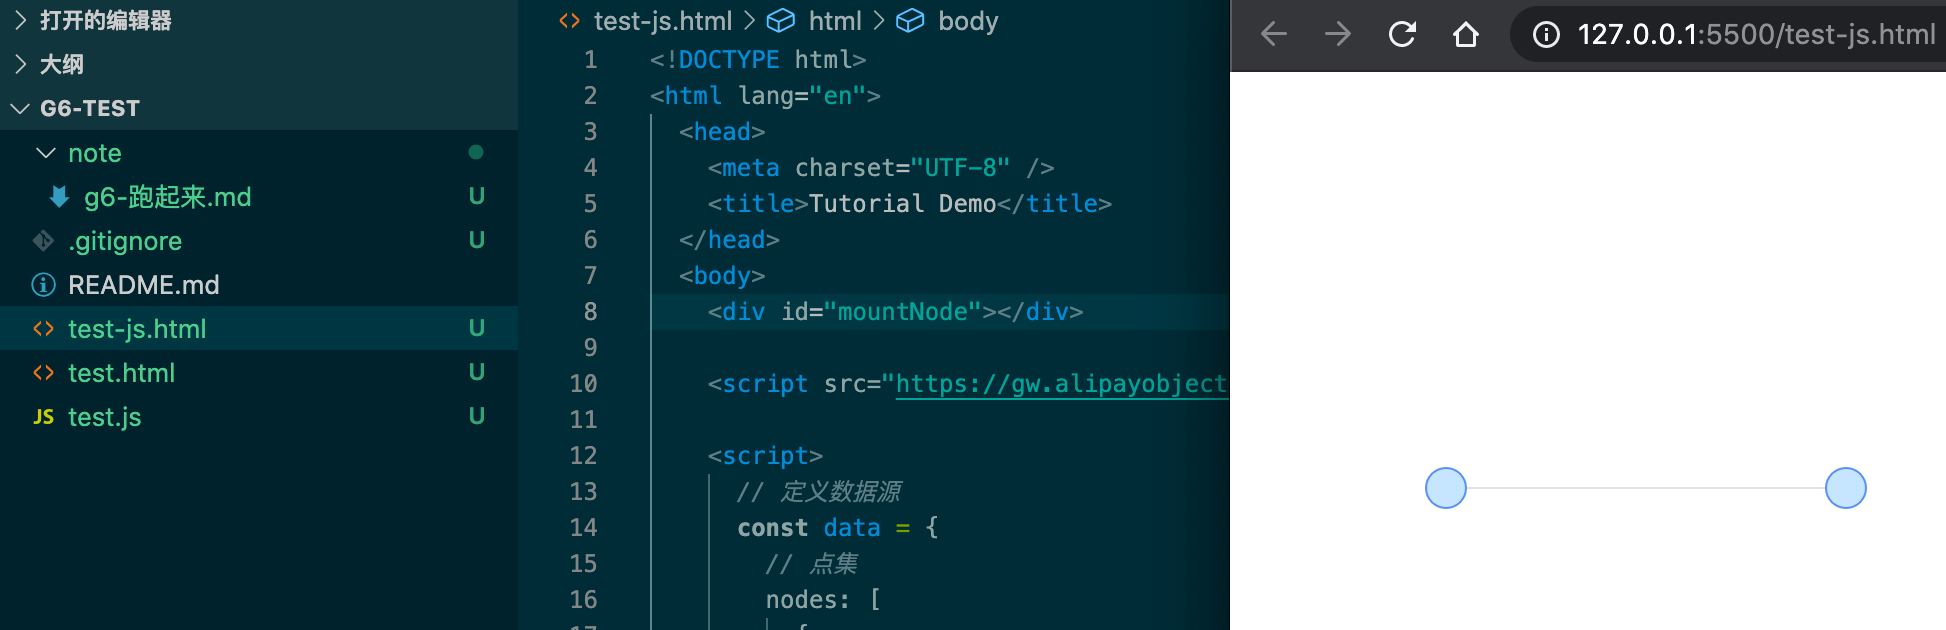 打开的编辑器
大纲
G6-TEST
note
g6-跑起来.md U
.gitignore U
README.md
test-js.html U
test.html U
JS test.js U
test-js.html > html > body
1 <!DOCTYPE html>
2 <html lang="en">
3 <head>
4 <meta charset="UTF-8" />
5 <title>Tutorial Demo</title>
6 </head>
7 <body>
8 <div id="mountNode"></div>
9
10 <script src="https://gw.alipayobject
11
12 <script>
13 // 定义数据源
14 const data = {
15 // 点集
16 nodes: [
127.0.0.1:5500/test-js.html